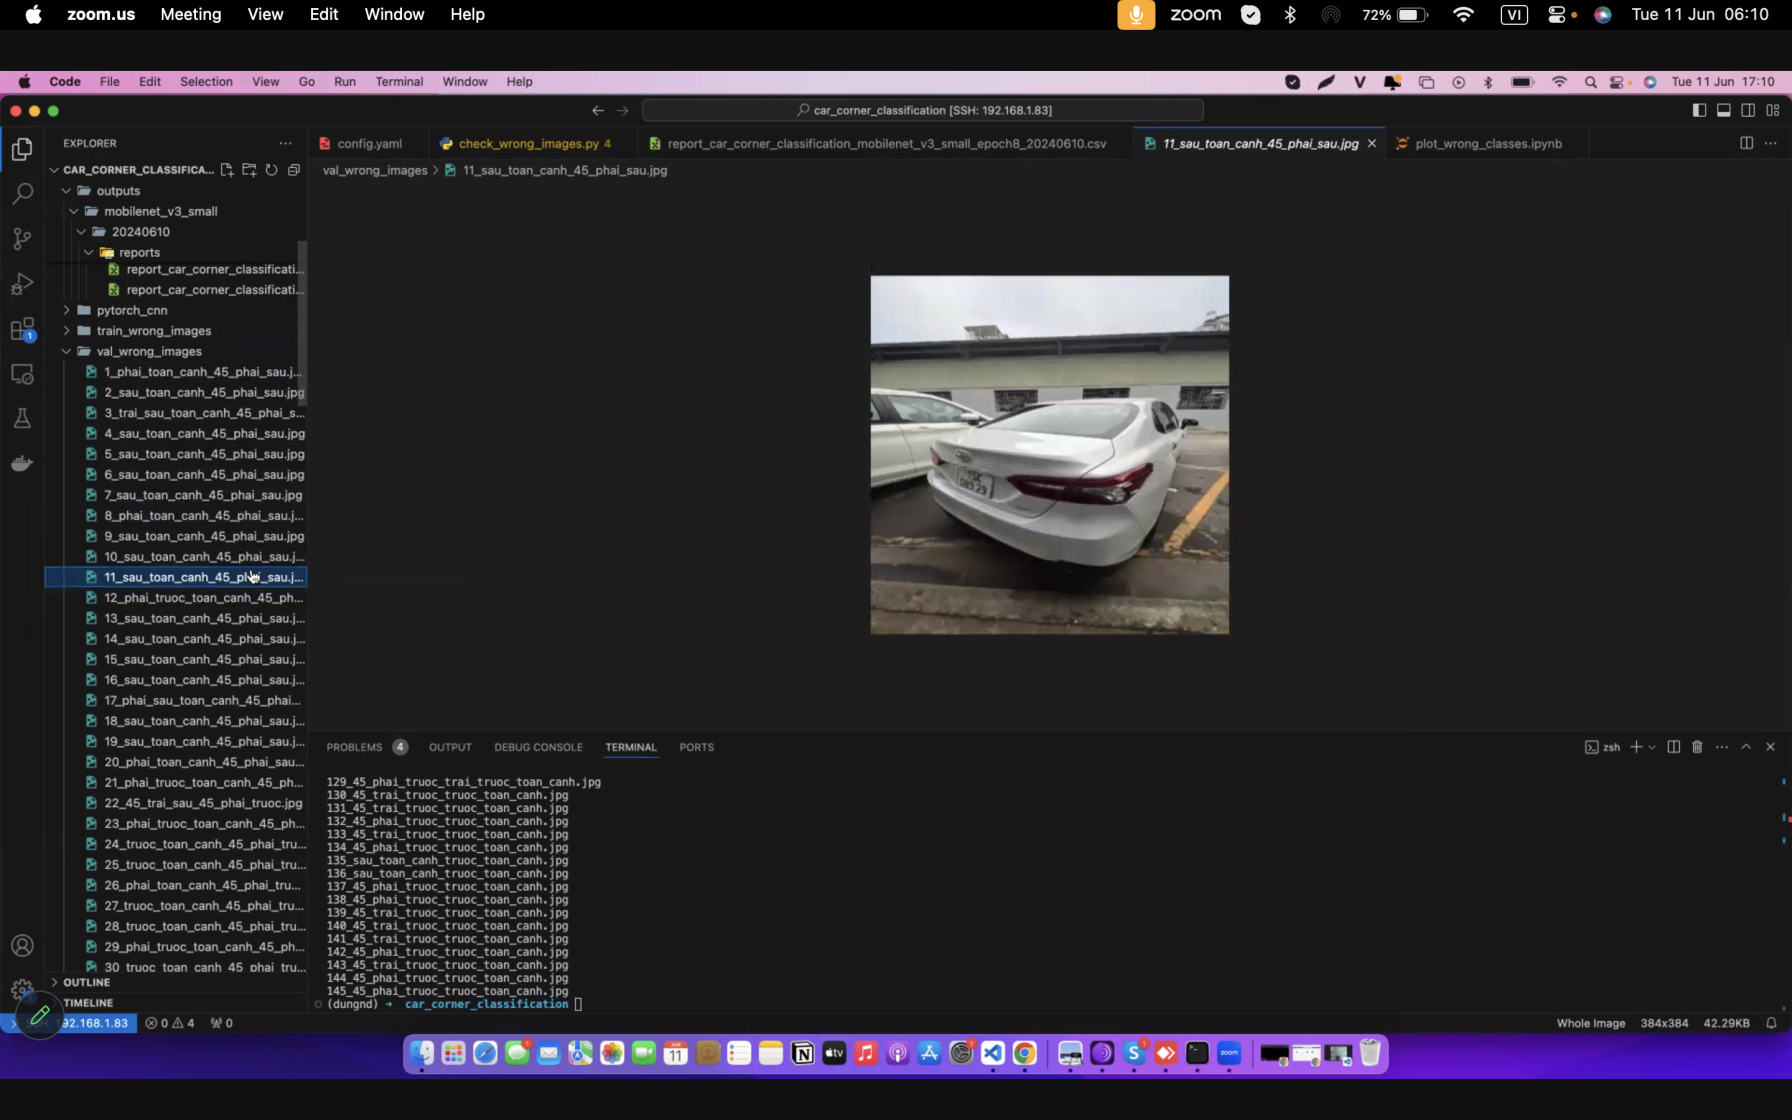 zoom.us Meeting View Edit Window Help
zoom 72% VI Tue 11 Jun 06:10
Code File Edit Selection View Go Run Terminal Window Help
Tue 11 Jun 17:10
car_corner_classification [SSH: 192.168.1.83]
EXPLORER
config.yaml
check_wrong_images.py 4
report_car_corner_classification_mobilenet_v3_small_epoch8_20240610.csv
11_sau_toan_canh_45_phai_sau.jpg
plot_wrong_classes.ipynb
val_wrong_images > 11_sau_toan_canh_45_phai_sau.jpg
CAR_CORNER_CLASSIFICA...
outputs
mobilenet_v3_small
20240610
reports
report_car_corner_classificati...
report_car_corner_classificati...
pytorch_cnn
train_wrong_images
val_wrong_images
1_phai_toan_canh_45_phai_sau.j...
2_sau_toan_canh_45_phai_sau.jpg
3_trai_sau_toan_canh_45_phai_s...
4_sau_toan_canh_45_phai_sau.jpg
5_sau_toan_canh_45_phai_sau.jpg
6_sau_toan_canh_45_phai_sau.jpg
7_sau_toan_canh_45_phai_sau.jpg
8_phai_toan_canh_45_phai_sau.j...
9_sau_toan_canh_45_phai_sau.jpg
10_sau_toan_canh_45_phai_sau.j...
11_sau_toan_canh_45_phai_sau.j...
12_phai_truoc_toan_canh_45_ph...
13_sau_toan_canh_45_phai_sau.j...
14_sau_toan_canh_45_phai_sau.j...
15_sau_toan_canh_45_phai_sau.j...
16_sau_toan_canh_45_phai_sau.j...
17_phai_sau_toan_canh_45_phai...
18_sau_toan_canh_45_phai_sau.j...
19_sau_toan_canh_45_phai_sau.j...
20_phai_toan_canh_45_phai_sau...
21_phai_truoc_toan_canh_45_ph...
22_45_trai_sau_45_phai_truoc.jpg
23_phai_truoc_toan_canh_45_ph...
24_truoc_toan_canh_45_phai_tru...
25_truoc_toan_canh_45_phai_tru...
26_phai_toan_canh_45_phai_tru...
27_truoc_toan_canh_45_phai_tru...
28_truoc_toan_canh_45_phai_tru...
29_phai_truoc_toan_canh_45_ph...
30_truoc_toan_canh_45_phai_tru...
OUTLINE
TIMELINE
PROBLEMS 4 OUTPUT DEBUG CONSOLE TERMINAL PORTS
zsh
129_45_phai_truoc_trai_truoc_toan_canh.jpg
130_45_trai_truoc_truoc_toan_canh.jpg
131_45_trai_truoc_truoc_toan_canh.jpg
132_45_phai_truoc_truoc_toan_canh.jpg
133_45_trai_truoc_truoc_toan_canh.jpg
134_45_phai_truoc_truoc_toan_canh.jpg
135_sau_toan_canh_truoc_toan_canh.jpg
136_sau_toan_canh_truoc_toan_canh.jpg
137_45_phai_truoc_truoc_toan_canh.jpg
138_45_phai_truoc_truoc_toan_canh.jpg
139_45_trai_truoc_truoc_toan_canh.jpg
140_45_trai_truoc_truoc_toan_canh.jpg
141_45_trai_truoc_truoc_toan_canh.jpg
142_45_phai_truoc_truoc_toan_canh.jpg
143_45_trai_truoc_truoc_toan_canh.jpg
144_45_phai_truoc_truoc_toan_canh.jpg
145_45_phai_truoc_truoc_toan_canh.jpg
(dungnd) → car_corner_classification
192.168.1.83 0 4 0
Whole Image 384x384 42.29KB
JUN
11
zoom